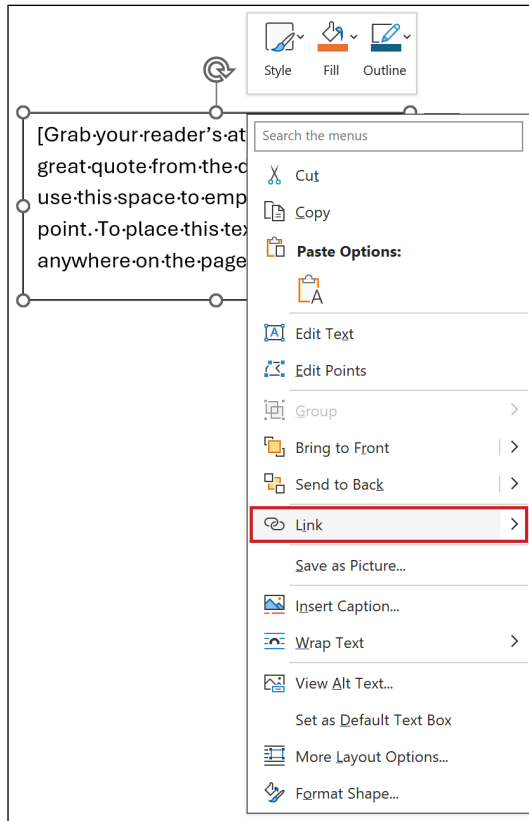 Style Fill Outline
[Grab·your·reader's·at
great·quote·from·the·d
use·this·space·to·emp
point.·To·place·this·te
anywhere·on·the·page
Search the menus
Cut
Copy
Paste Options:
A
Edit Text
Edit Points
Group
Bring to Front
Send to Back
Link
Save as Picture...
Insert Caption...
Wrap Text
View Alt Text...
Set as Default Text Box
More Layout Options...
Format Shape...